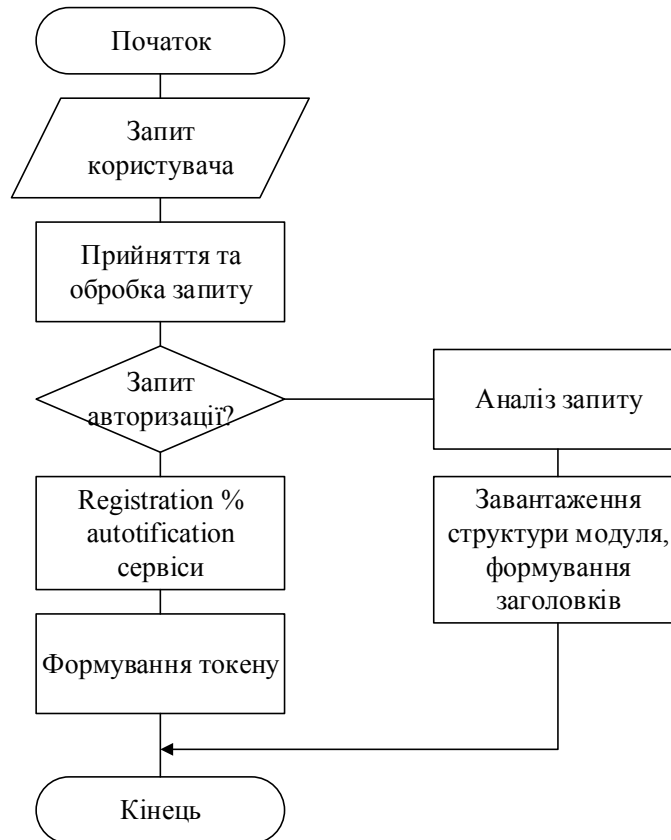 Початок
Запит
користувача
Прийняття та
обробка запиту
Запит
авторизації?
Аналіз запиту
Registration %
autotification
сервіси
Завантаження
структури модуля,
формування
заголовків
Формування токену
Кінець